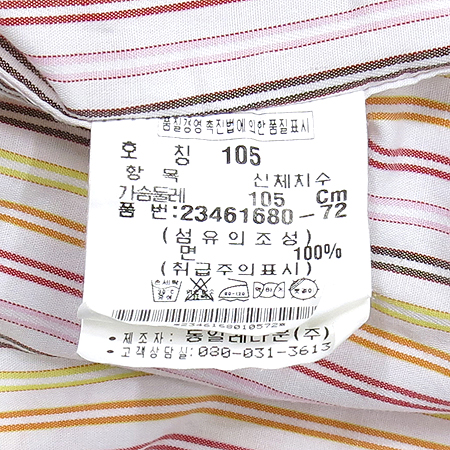 품질경영촉진법에의한품질표시
호 칭 105
항 목 신체치수
가슴둘레 105 Cm
품 번:23461680-72
(섬유의조성)
면 100%
(취급주의표시)
*2346168010572*
제조자: 동일레나운(주)
고객상담실: 080-031-3613